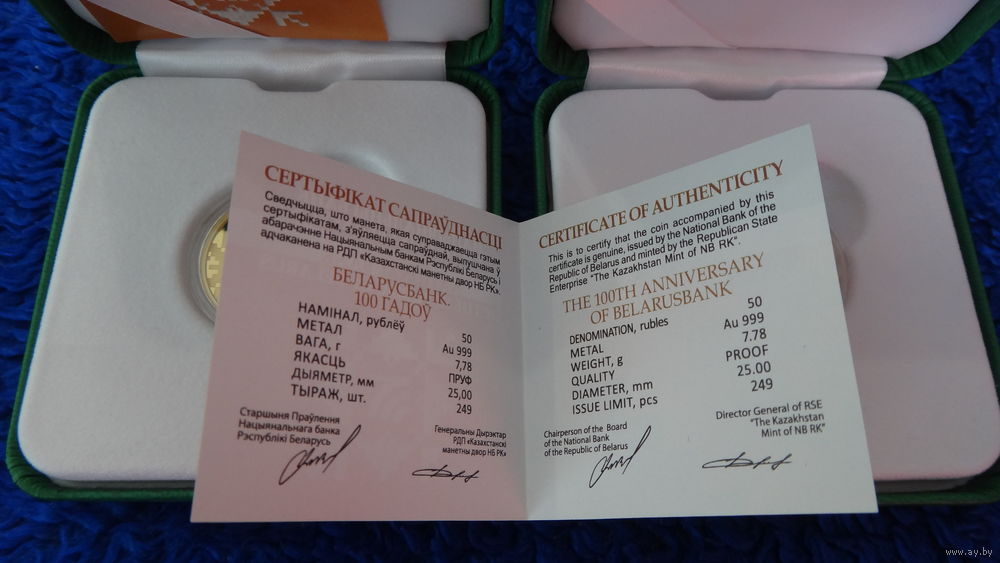 СЕРТЫФІКАТ САПРАЎДНАСЦІ
Сведчыцца, што манета, якая суправаджаецца гэтым
сертыфікатам, з'яўляецца сапраўднай, выпушчана ў
абарачэнне Нацыянальным банкам Рэспублікі Беларусь і
адчаканена на РДП «Казахстанскі манетны двор НБ РК».
БЕЛАРУСБАНК.
100 ГАДОЎ
НАМІНАЛ, рублёў 50
МЕТАЛ Au 999
ВАГА, г 7,78
ЯКАСЦЬ ПРУФ
ДЫЯМЕТР, мм 25,00
ТЫРАЖ, шт. 249
Старшыня Праўлення
Нацыянальнага банка
Рэспублікі Беларусь
Генеральны Дырэктар
РДП «Казахстанскі
манетны двор НБ РК»
CERTIFICATE OF AUTHENTICITY
This is to certify that the coin accompanied by this
certificate is genuine, issued by the National Bank of the
Republic of Belarus and minted by the Republican State
Enterprise "The Kazakhstan Mint of NB RK".
THE 100TH ANNIVERSARY
OF BELARUSBANK
DENOMINATION, rubles 50
METAL Au 999
WEIGHT, g 7.78
QUALITY PROOF
DIAMETER, mm 25.00
ISSUE LIMIT, pcs 249
Chairperson of the Board
of the National Bank
of the Republic of Belarus
Director General of RSE
"The Kazakhstan
Mint of NB RK"
www.ay.by